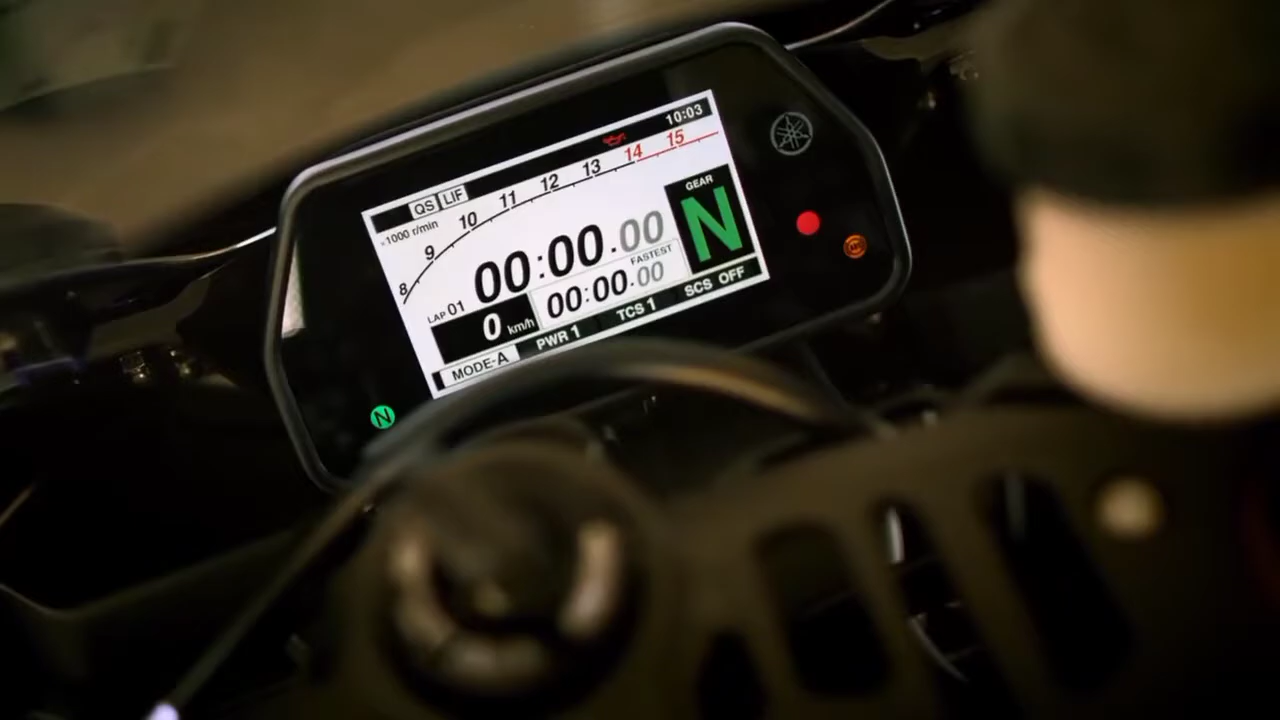 10:03
QS LIF
×1000 r/min
8 9 10 11 12 13 14 15
GEAR
N
00:00.00
FASTEST
LAP 01
00:00.00
0 km/h
MODE-A PWR 1 TCS 1 SCS OFF
N